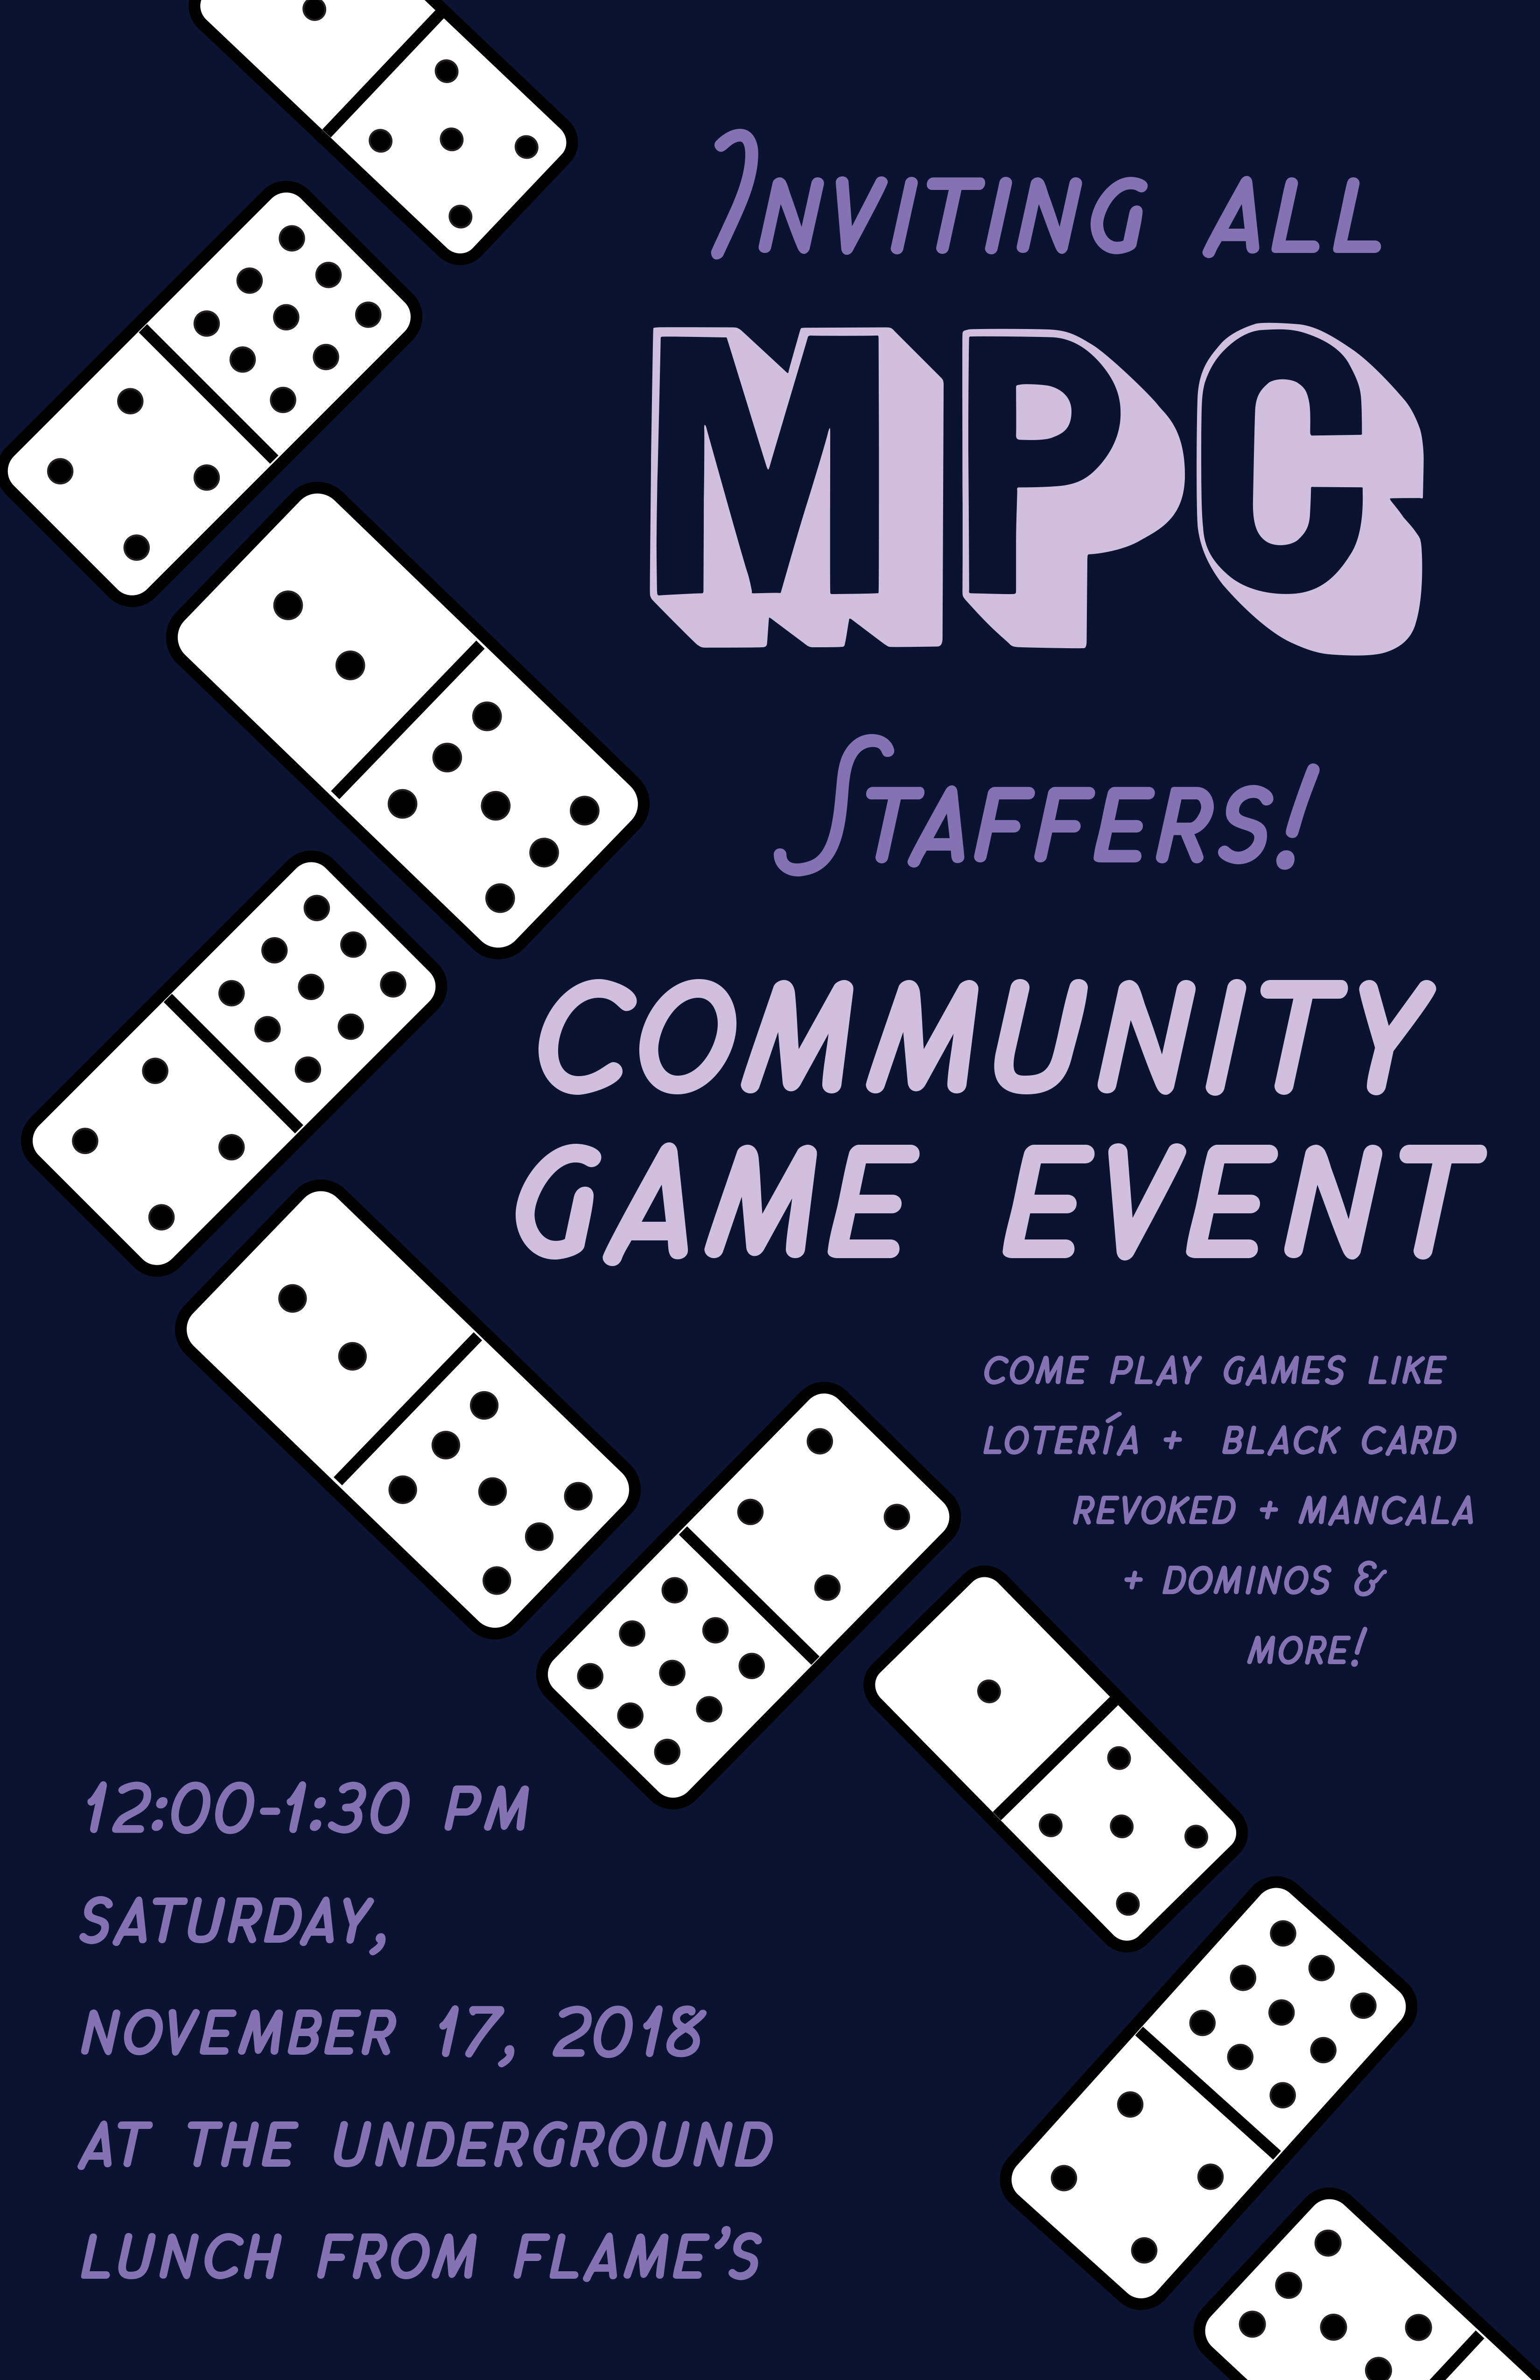 INVITING ALL
MPC
STAFFERS!
COMMUNITY
GAME EVENT
COME PLAY GAMES LIKE
LOTERÍA + BLACK CARD
REVOKED + MANCALA
+ DOMINOS &
MORE!
12:00-1:30 PM
SATURDAY,
NOVEMBER 17, 2018
AT THE UNDERGROUND
LUNCH FROM FLAME'S